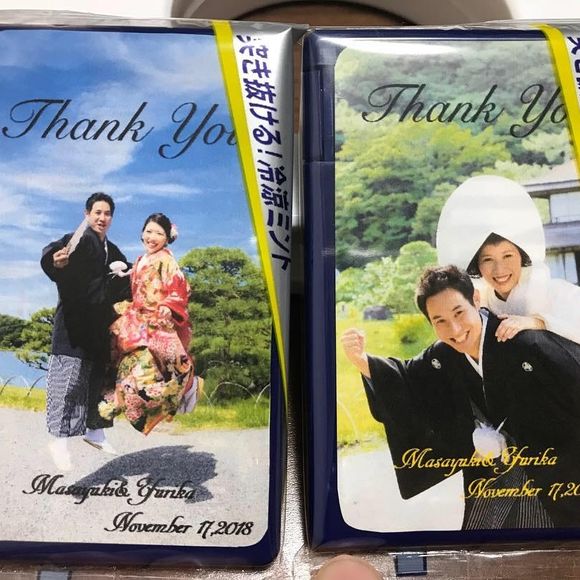 Thank You
突き抜ける!冷涼ミント
Masayuki & Yurika
November 17,2018
Thank Yo
Masayuki & Yurika
November 17,20